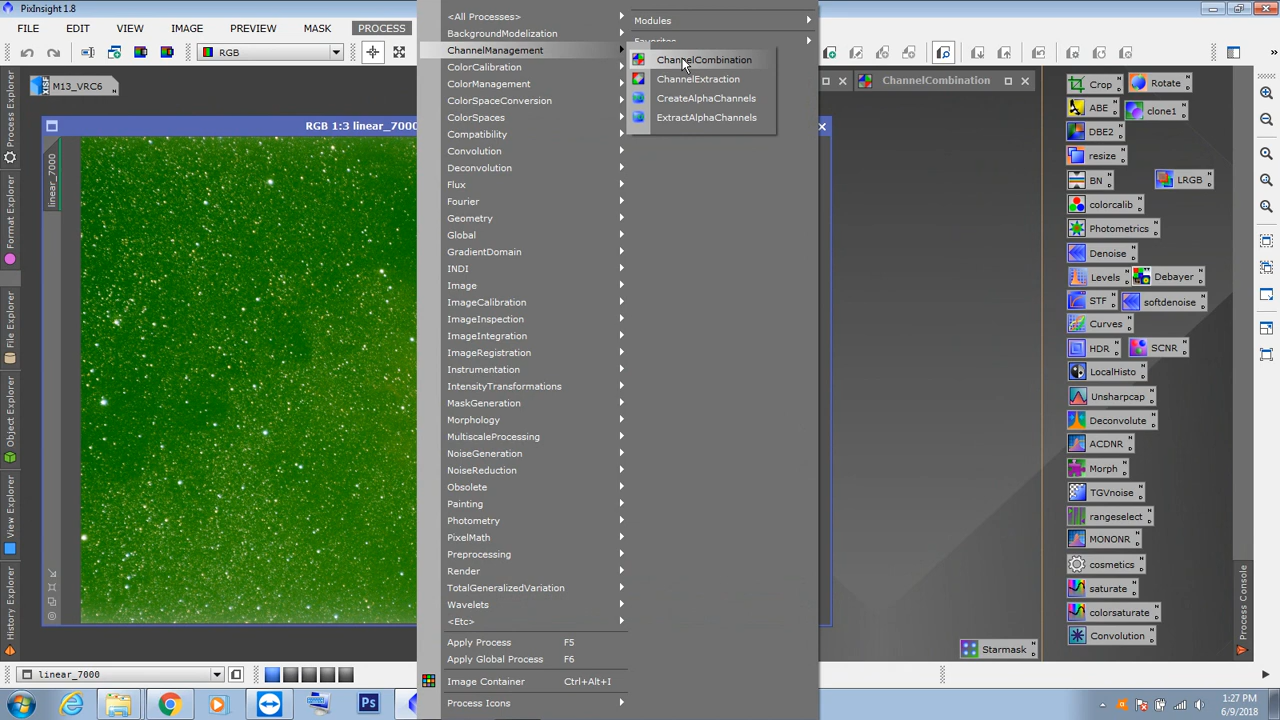 PixInsight 1.8
FILE EDIT VIEW IMAGE PREVIEW MASK PROCESS
RGB
M13_VRC6
RGB 1:3 linear_7000
linear_7000
Process Explorer
Format Explorer
File Explorer
Object Explorer
View Explorer
History Explorer
<All Processes>
BackgroundModelization
ChannelManagement
ColorCalibration
ColorManagement
ColorSpaceConversion
ColorSpaces
Compatibility
Convolution
Deconvolution
Flux
Fourier
Geometry
Global
GradientDomain
INDI
Image
ImageCalibration
ImageInspection
ImageIntegration
ImageRegistration
Instrumentation
IntensityTransformations
MaskGeneration
Morphology
MultiscaleProcessing
NoiseGeneration
NoiseReduction
Obsolete
Painting
Photometry
PixelMath
Preprocessing
Render
TotalGeneralizedVariation
Wavelets
<Etc>
Apply Process F5
Apply Global Process F6
Image Container Ctrl+Alt+I
Process Icons
Modules
Favorites
ChannelCombination
ChannelExtraction
CreateAlphaChannels
ExtractAlphaChannels
ChannelCombination
Crop Rotate
ABE clone1
DBE2
resize
BN LRGB
colorcalib
Photometrics
Denoise
Levels Debayer
STF softdenoise
Curves
HDR SCNR
LocalHisto
Unsharpcap
Deconvolute
ACDNR
Morph
TGVnoise
rangeselect
MONONR
cosmetics
saturate
colorsaturate
Convolution
Starmask
Process Console
linear_7000
Ps
1:27 PM
6/9/2018